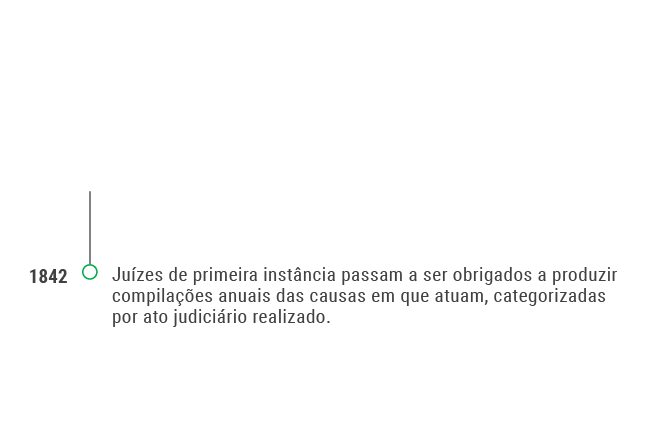 1842
Juízes de primeira instância passam a ser obrigados a produzir
compilações anuais das causas em que atuam, categorizadas
por ato judiciário realizado.